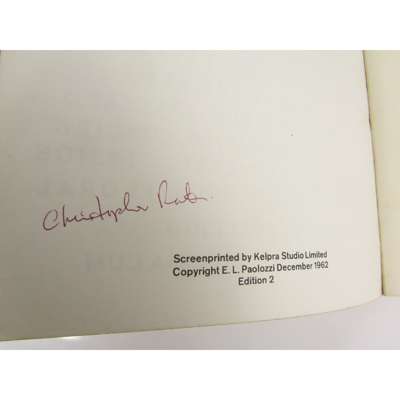 Christopher
Screenprinted by Kelpra Studio Limited
Copyright E. L. Paolozzi December 1962
Edition 2